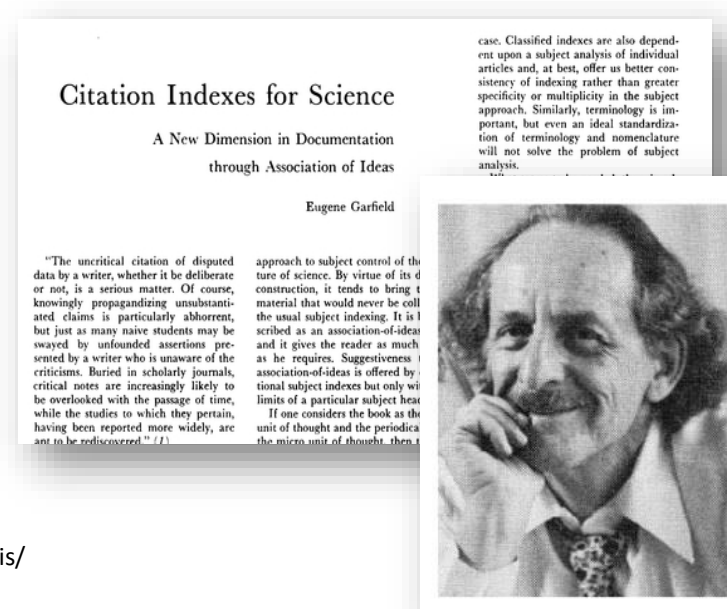 Citation Indexes for Science
A New Dimension in Documentation
through Association of Ideas
Eugene Garfield
"The uncritical citation of disputed
data by a writer, whether it be deliberate
or not, is a serious matter. Of course,
knowingly propagandizing unsubstanti-
ated claims is particularly abhorrent,
but just as many naive students may be
swayed by unfounded assertions pre-
sented by a writer who is unaware of the
criticisms. Buried in scholarly journals,
critical notes are increasingly likely to
be overlooked with the passage of time,
while the studies to which they pertain,
having been reported more widely, are
apt to be rediscovered." (1)
approach to subject control of the
ture of science. By virtue of its
construction, it tends to bring
material that would never be
the usual subject indexing. It is
scribed as an association-of-ideas
and it gives the reader as much
as he requires. Suggestiveness
association-of-ideas is offered by
tional subject indexes but only
limits of a particular subject
If one considers the book as the
unit of thought and the
the micro unit of thought, then
case. Classified indexes are also depend-
ent upon a subject analysis of individual
articles and, at best, offer us better con-
sistency of indexing rather than greater
specificity or multiplicity in the subject
approach. Similarly, terminology is im-
portant, but even an ideal standardiza-
tion of terminology and nomenclature
will not solve the problem of subject
analysis.
is/